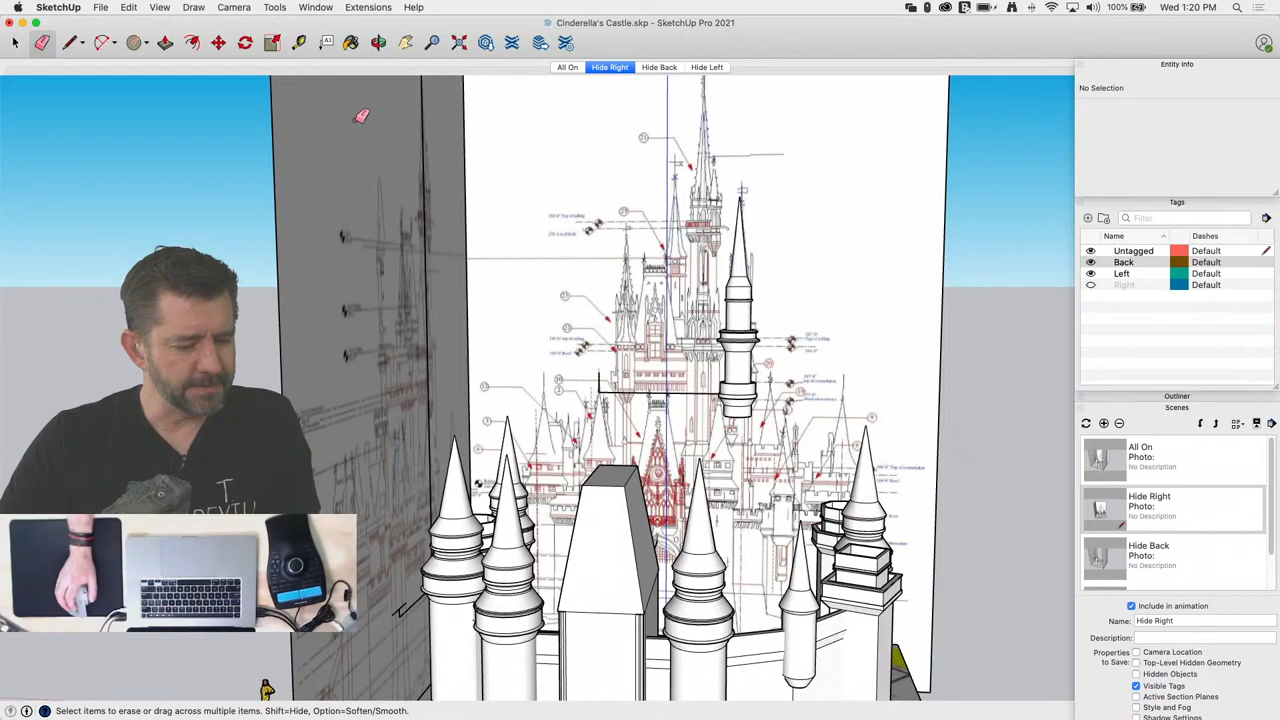 SketchUp File Edit View Draw Camera Tools Window Extensions Help 100% Wed 1:20 PM
Cinderella's Castle.skp - SketchUp Pro 2021
All On Hide Right Hide Back Hide Left
Entity Info
No Selection
Tags
Filter
Name Dashes
Untagged Default
Back Default
Left Default
Right Default
Outliner
Scenes
All On
Photo:
No Description
Hide Right
Photo:
No Description
Hide Back
Photo:
No Description
Include in animation
Name: Hide Right
Description:
Properties to Save: Camera Location
Top-Level Hidden Geometry
Hidden Objects
Visible Tags
Active Section Planes
Style and Fog
Shadow Settings
Select items to erase or drag across multiple items. Shift=Hide, Option=Soften/Smooth.